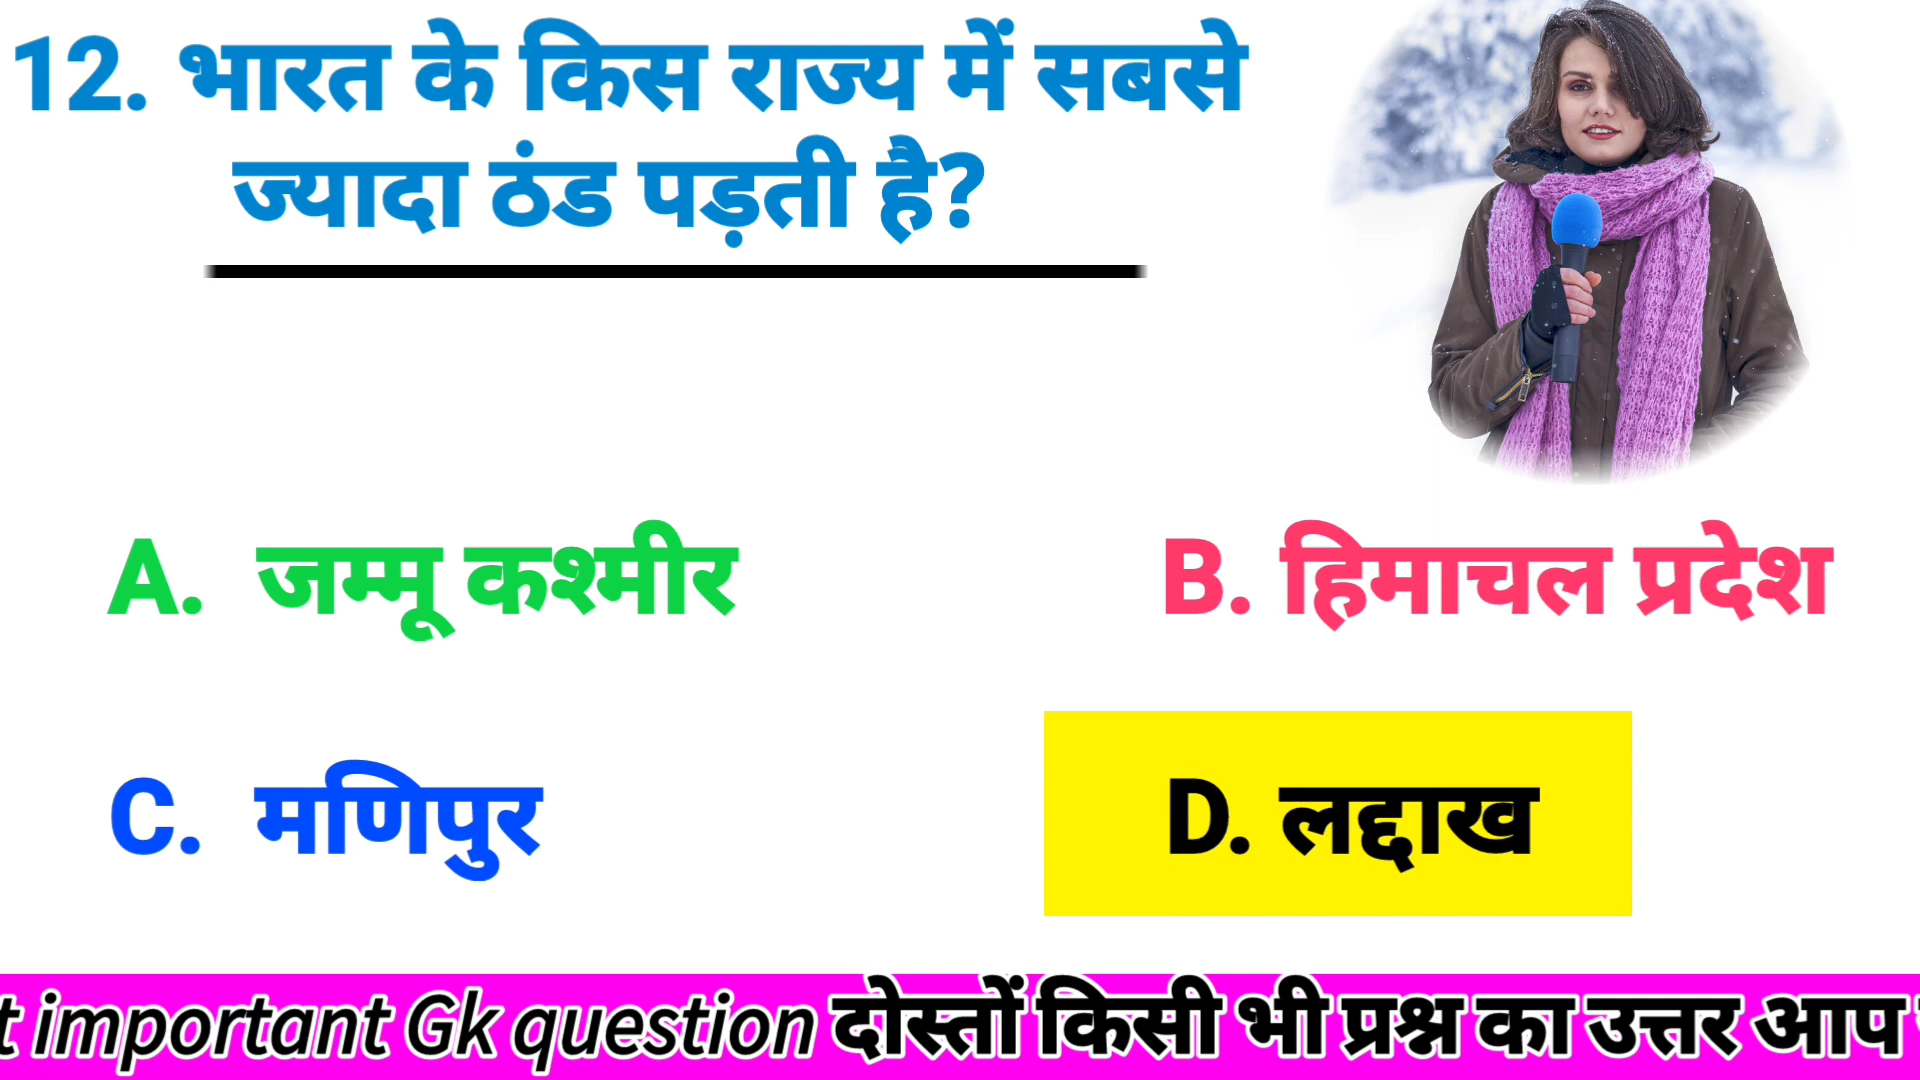 12. भारत के किस राज्य में सबसे
ज्यादा ठंड पड़ती है?
A. जम्मू कश्मीर
B. हिमाचल प्रदेश
C. मणिपुर
D. लद्दाख
important Gk question दोस्तों किसी भी प्रश्न का उत्तर आप